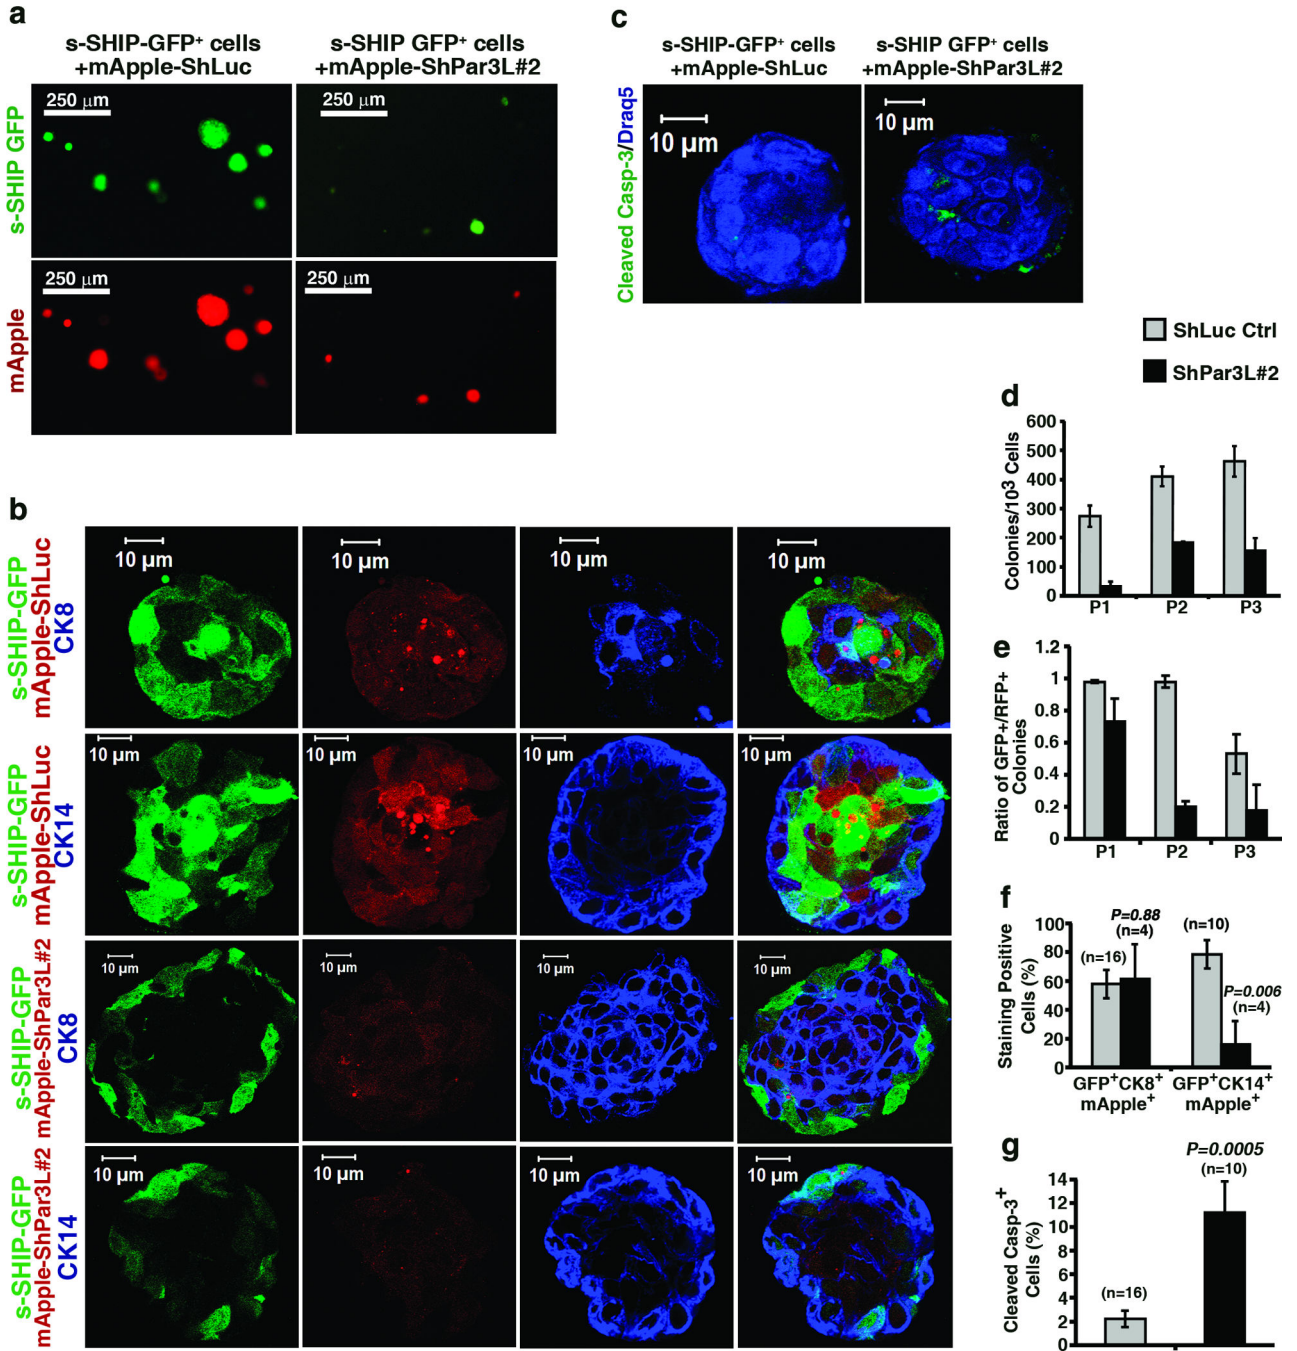 a
s-SHIP-GFP⁺ cells
+mApple-ShLuc
s-SHIP GFP⁺ cells
+mApple-ShPar3L#2
s-SHIP GFP
250 µm
250 µm
mApple
250 µm
250 µm
c
s-SHIP-GFP⁺ cells
+mApple-ShLuc
s-SHIP GFP⁺ cells
+mApple-ShPar3L#2
Cleaved Casp-3/Draq5
10 µm
10 µm
ShLuc Ctrl
ShPar3L#2
b
s-SHIP-GFP
mApple-ShLuc
CK8
10 µm
10 µm
10 µm
10 µm
s-SHIP-GFP
mApple-ShLuc
CK14
10 µm
10 µm
10 µm
10 µm
s-SHIP-GFP
mApple-ShPar3L#2
CK8
10 µm
10 µm
10 µm
10 µm
s-SHIP-GFP
mApple-ShPar3L#2
CK14
10 µm
10 µm
10 µm
10 µm
d
Colonies/10³ Cells
600
500
400
300
200
100
0
P1 P2 P3
e
Ratio of GFP+/RFP+
Colonies
1.2
1
0.8
0.6
0.4
0.2
0
P1 P2 P3
f
Staining Positive
Cells (%)
100
80
60
40
20
0
(n=16)
P=0.88
(n=4)
(n=10)
P=0.006
(n=4)
GFP⁺CK8⁺
mApple⁺
GFP⁺CK14⁺
mApple⁺
g
Cleaved Casp-3⁺
Cells (%)
14
12
10
8
6
4
2
0
(n=16)
P=0.0005
(n=10)